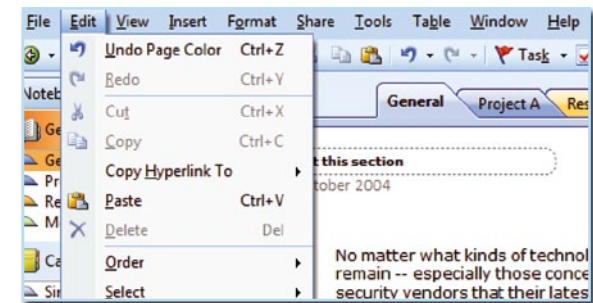 File Edit View Insert Format Share Tools Table Window Help
Undo Page Color Ctrl+Z
Task
Redo Ctrl+Y
Cut Ctrl+X
General Project A
Copy Ctrl+C
this section
Copy Hyperlink To
tober 2004
Paste Ctrl+V
Delete Del
Order
No matter what kinds of technol
remain -- especially those conce
Select
security vendors that their lates